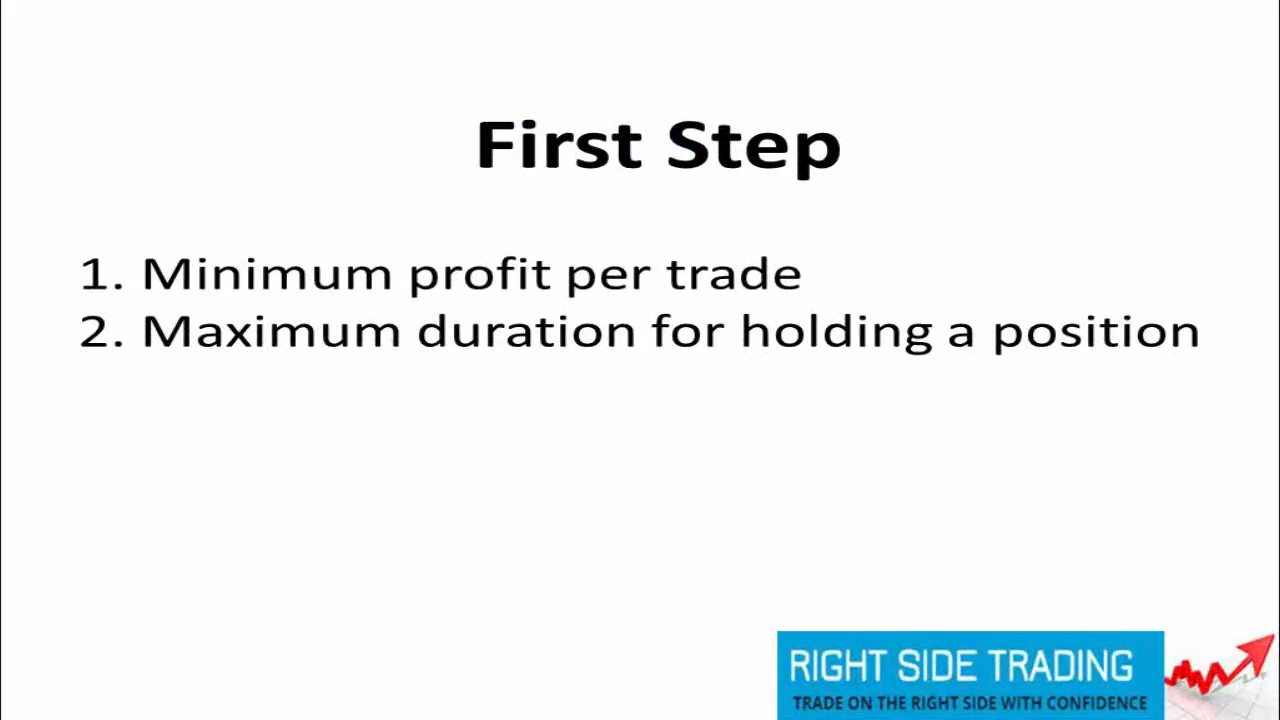 First Step
1. Minimum profit per trade
2. Maximum duration for holding a position
RIGHT SIDE TRADING
TRADE ON THE RIGHT SIDE WITH CONFIDENCE